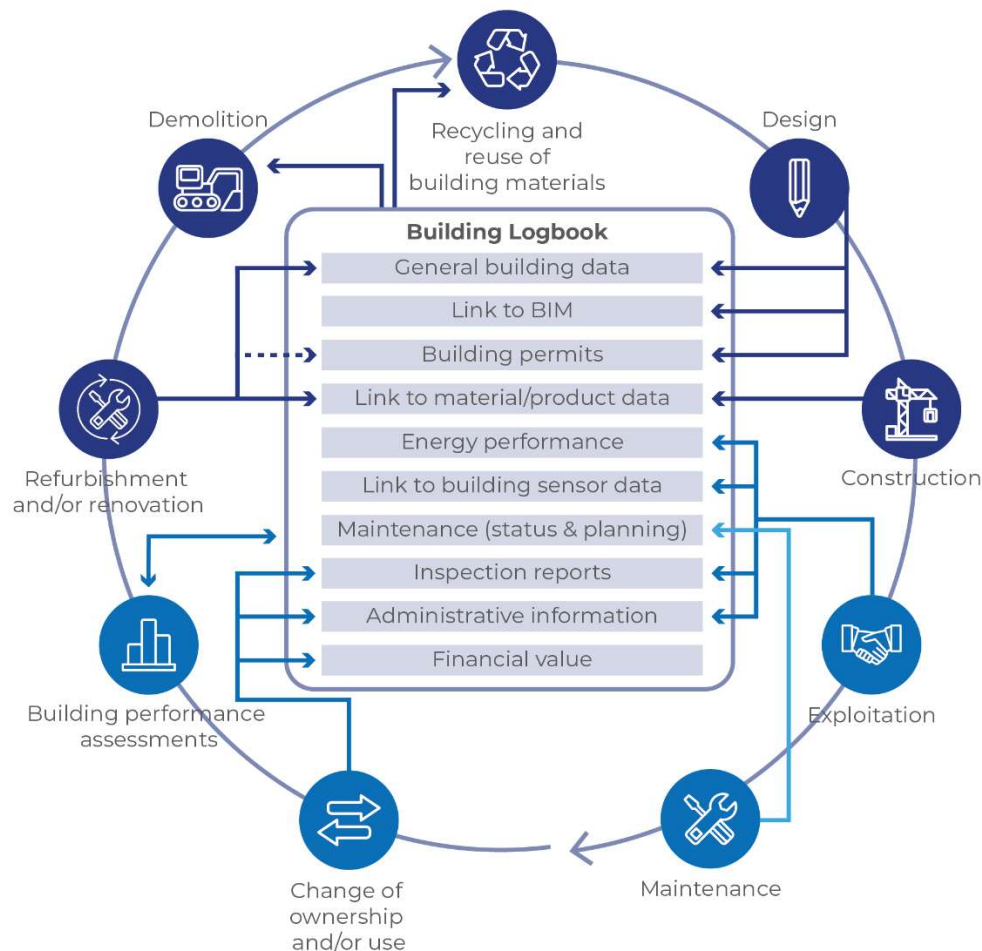 Demolition
Recycling and
reuse of
building materials
Design
Building Logbook
General building data
Link to BIM
Building permits
Link to material/product data
Energy performance
Link to building sensor data
Maintenance (status & planning)
Inspection reports
Administrative information
Financial value
Refurbishment
and/or renovation
Construction
Building performance
assessments
Exploitation
Change of
ownership
and/or use
Maintenance